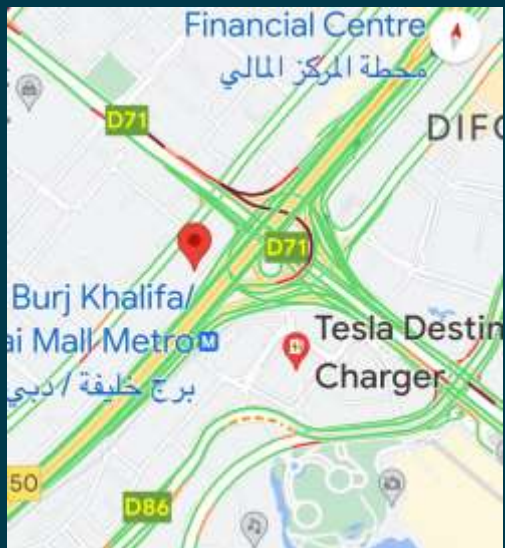 Financial Centre
محطة المركز المالي
D71
DIFC
D71
Burj Khalifa/
ai Mall Metro
M
برج خليفة / دبي
Tesla Destin
Charger
50
D86